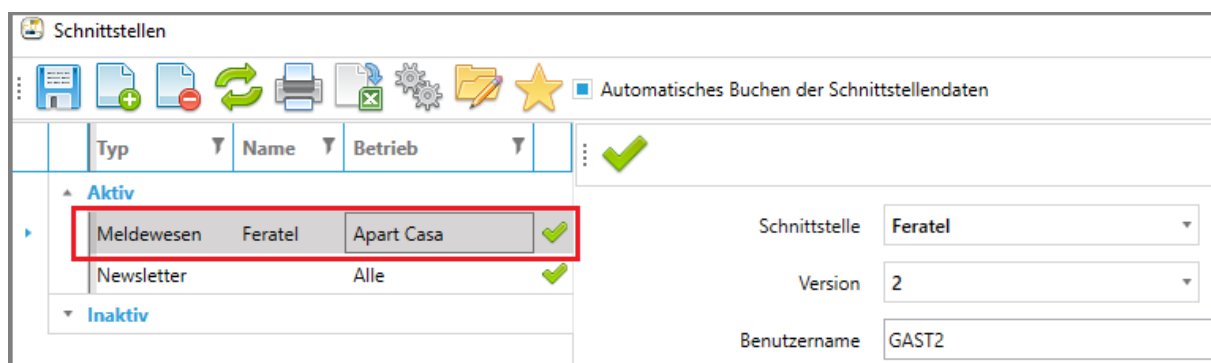 Schnittstellen
Automatisches Buchen der Schnittstellendaten
Typ Name Betrieb
Aktiv
Meldewesen Feratel Apart Casa
Newsletter Alle
Inaktiv
Schnittstelle Feratel
Version 2
Benutzername GAST2